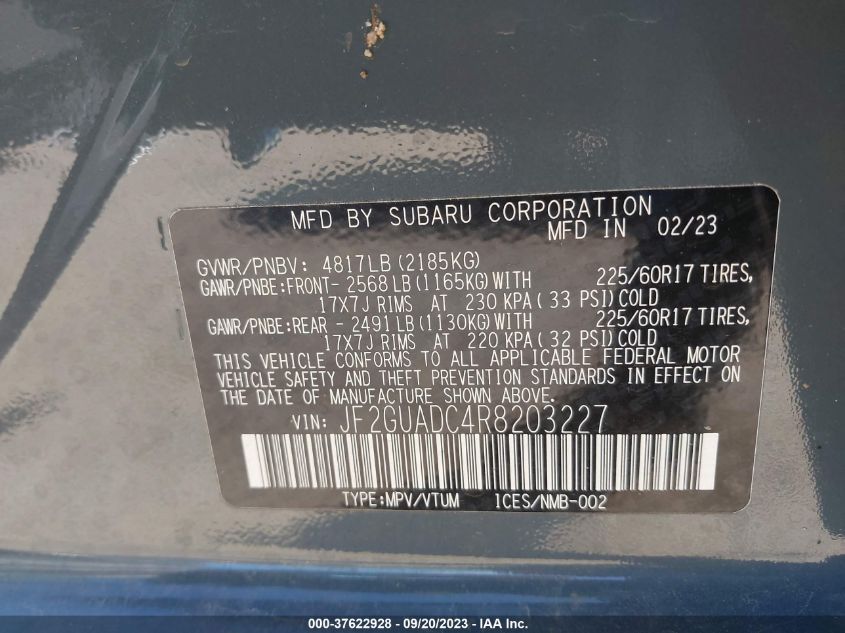 MFD BY SUBARU CORPORATION
MFD IN 02/23
GVWR/PNBV: 4817LB (2185KG)
GAWR/PNBE:FRONT- 2568 LB (1165KG) WITH 225/60R17 TIRES,
17X7J RIMS AT 230 KPA ( 33 PSI) COLD
GAWR/PNBE:REAR - 2491 LB (1130KG) WITH 225/60R17 TIRES,
17X7J RIMS AT 220 KPA ( 32 PSI) COLD
THIS VEHICLE CONFORMS TO ALL APPLICABLE FEDERAL MOTOR
VEHICLE SAFETY AND THEFT PREVENTION STANDARDS IN EFFECT ON
THE DATE OF MANUFACTURE SHOWN ABOVE.
VIN: JF2GUADC4R8203227
TYPE:MPV/VTUM ICES/NMB-002
000-37622928 - 09/20/2023 - IAA Inc.